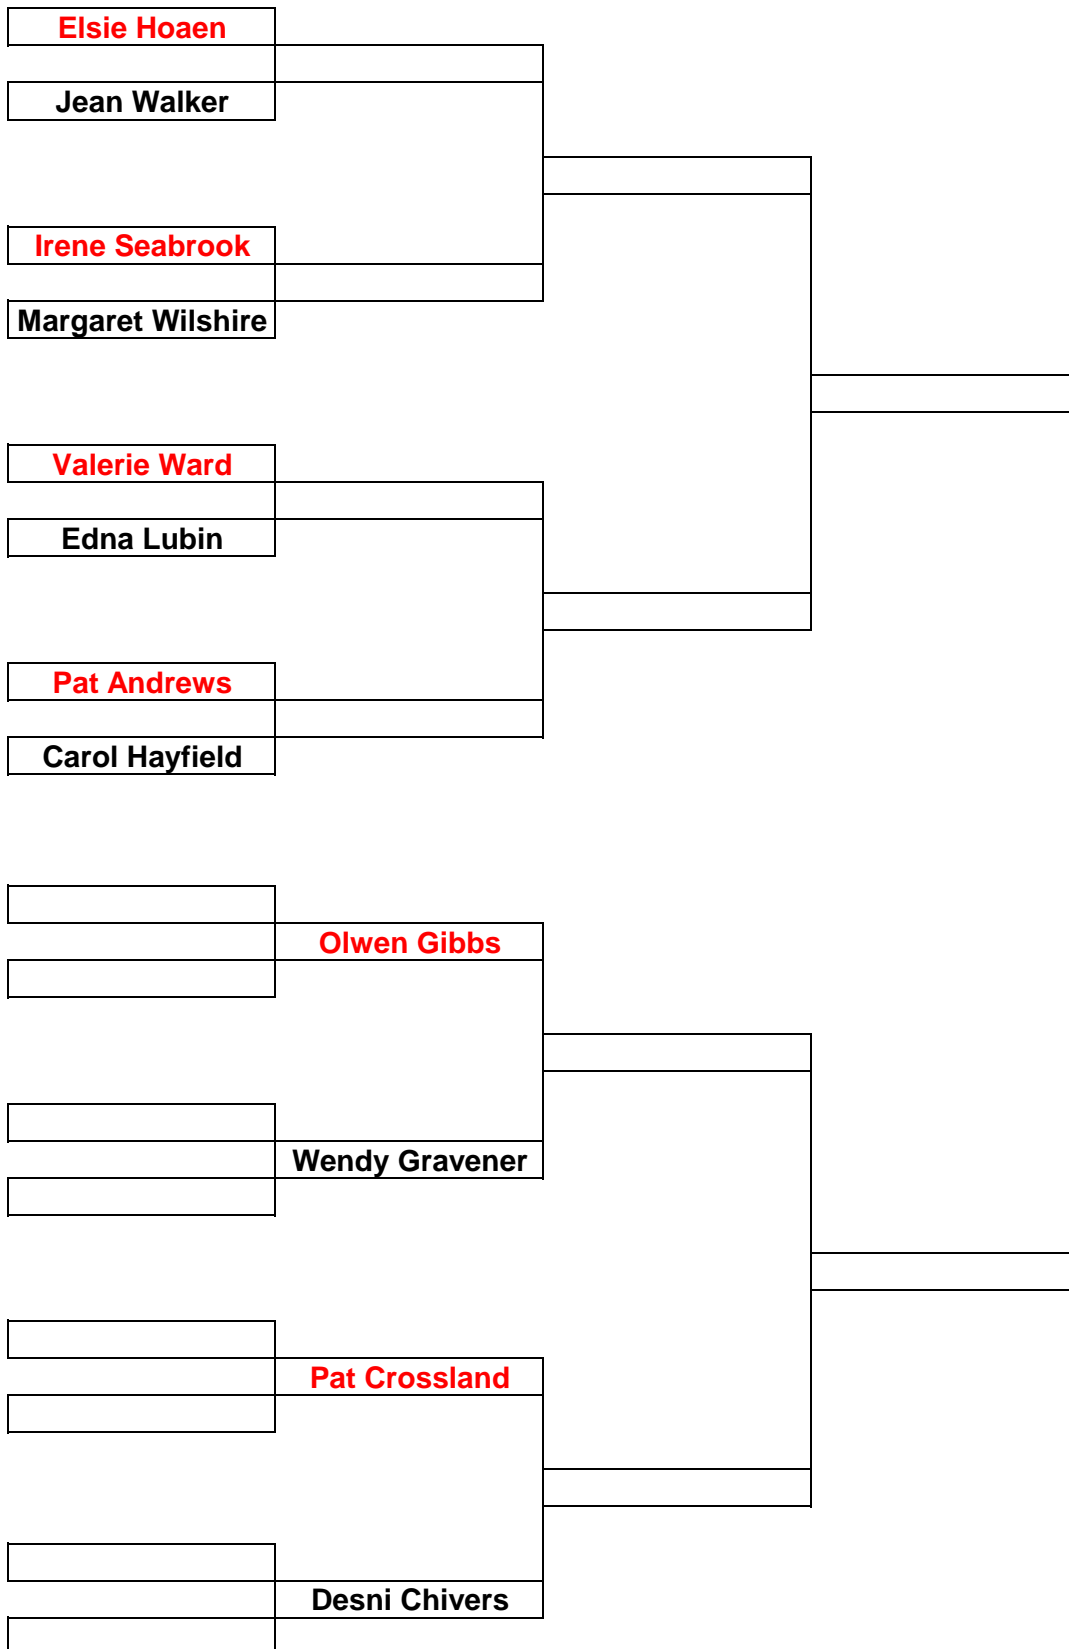 Elsie Hoaen
Jean Walker
Irene Seabrook
Margaret Wilshire
Valerie Ward
Edna Lubin
Pat Andrews
Carol Hayfield
Olwen Gibbs
Wendy Gravener
Pat Crossland
Desni Chivers